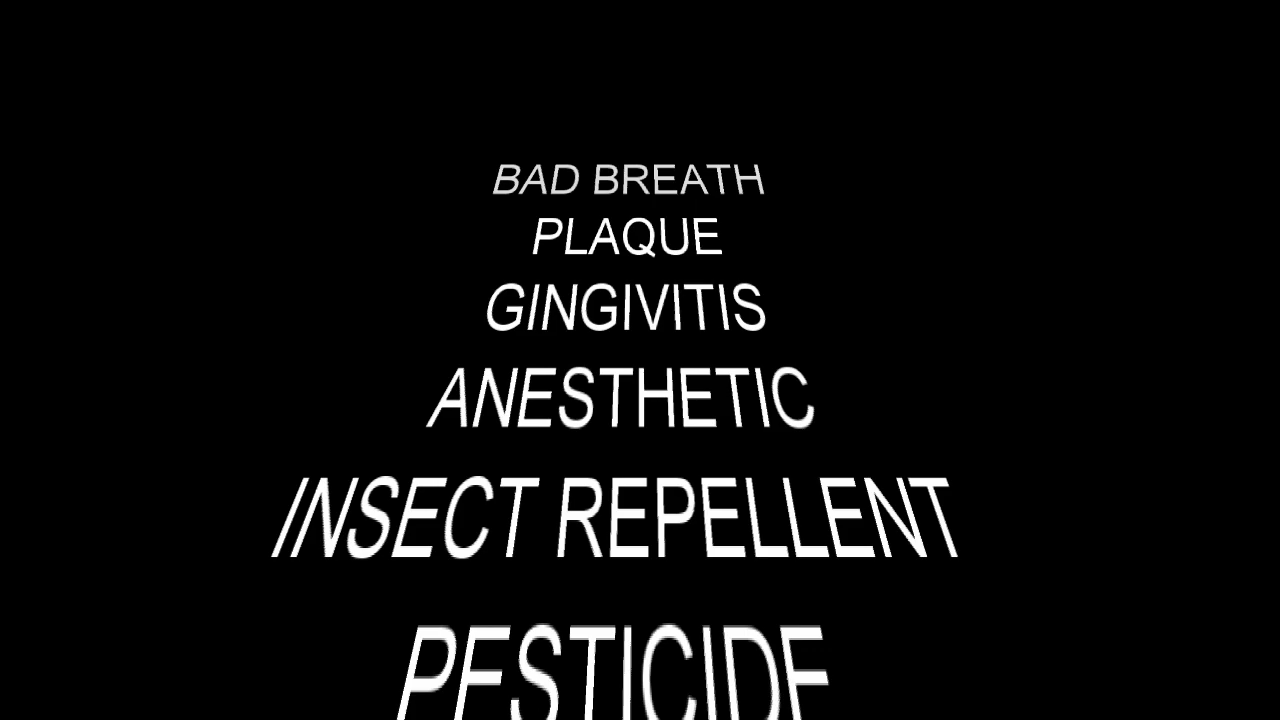 BAD BREATH
PLAQUE
GINGIVITIS
ANESTHETIC
INSECT REPELLENT
PESTICIDE